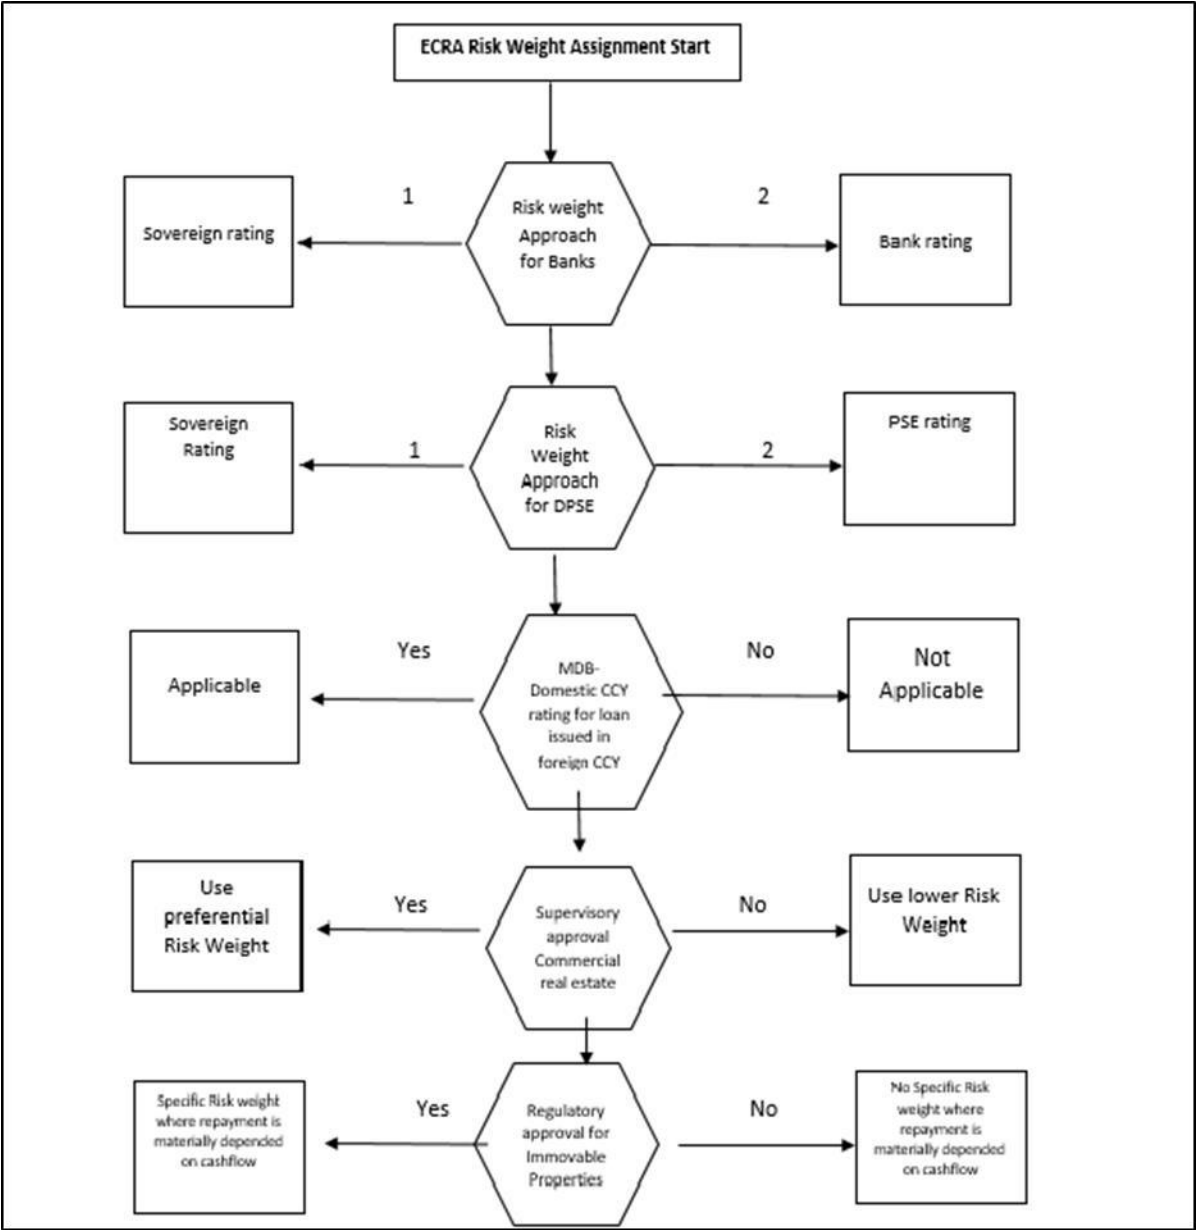 ECRA Risk Weight Assignment Start
1
2
Sovereign rating
Risk weight
Approach
for Banks
Bank rating
Sovereign
Rating
1
Risk
Weight
Approach
for DPSE
2
PSE rating
Yes
No
Applicable
MDB-
Domestic CCY
rating for loan
issued in
foreign CCY
Not
Applicable
Use
preferential
Risk Weight
Yes
Supervisory
approval
Commercial
real estate
No
Use lower Risk
Weight
Specific Risk weight
where repayment is
materially depended
on cashflow
Yes
Regulatory
approval for
Immovable
Properties
No
No Specific Risk
weight where
repayment is
materially depended
on cashflow